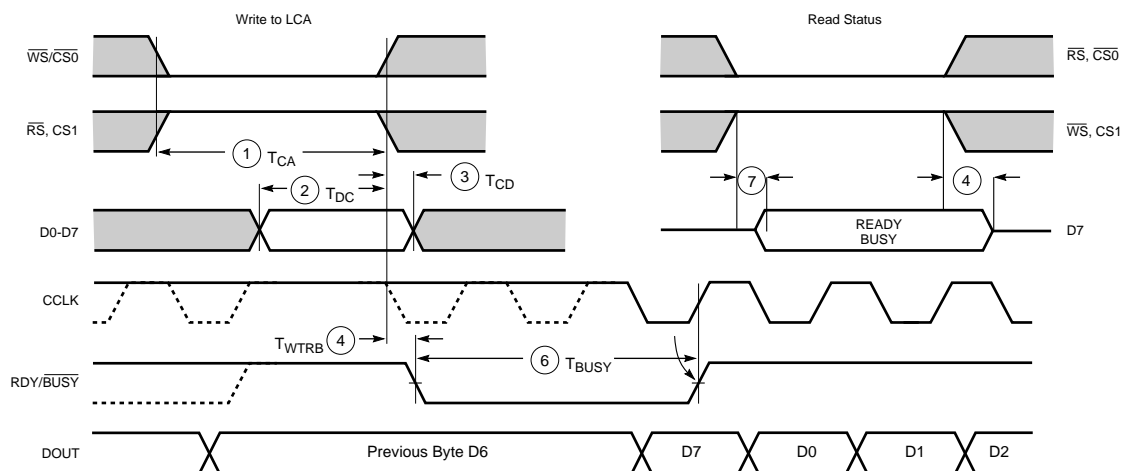 Write to LCA
Read Status
WS/CS0
RS, CS0
RS, CS1
WS, CS1
1 TCA
2 TDC
3 TCD
7
4
D0-D7
READY
BUSY
D7
CCLK
TWTRB 4
6 TBUSY
RDY/BUSY
DOUT
Previous Byte D6
D7
D0
D1
D2